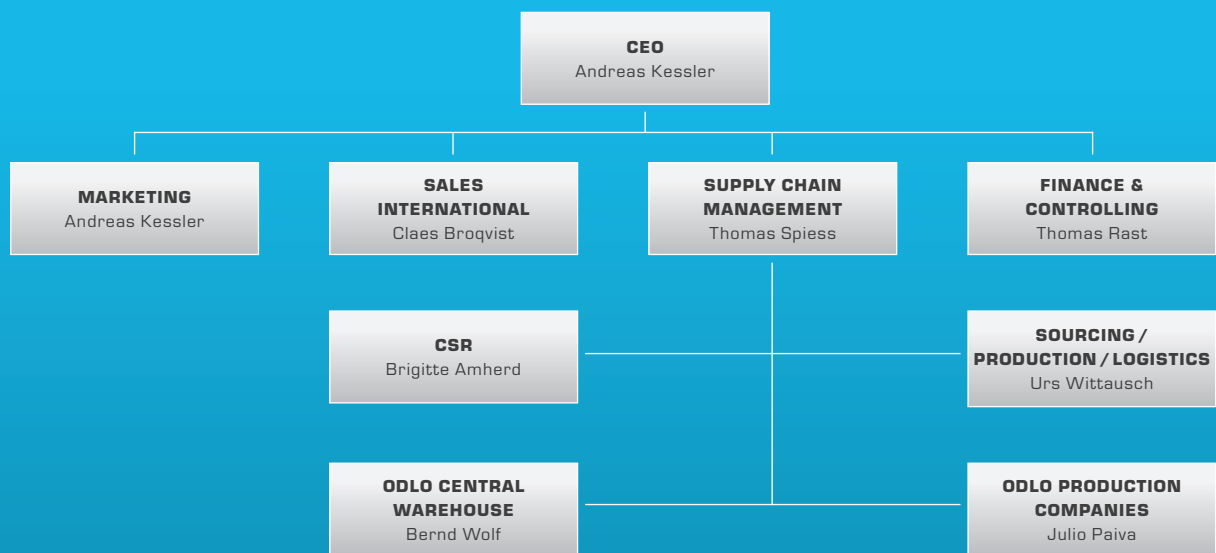 CEO
Andreas Kessler
MARKETING
Andreas Kessler
SALES
INTERNATIONAL
Claes Broqvist
SUPPLY CHAIN
MANAGEMENT
Thomas Spiess
FINANCE &
CONTROLLING
Thomas Rast
CSR
Brigitte Amherd
SOURCING /
PRODUCTION / LOGISTICS
Urs Wittausch
ODLO CENTRAL
WAREHOUSE
Bernd Wolf
ODLO PRODUCTION
COMPANIES
Julio Paiva